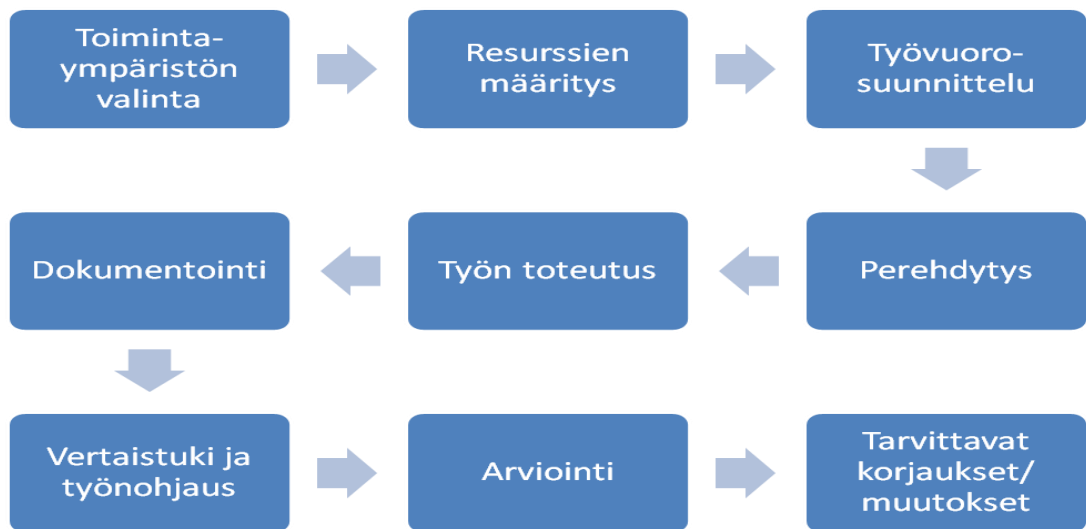 Toiminta-
ympäristön
valinta
Resurssien
määritys
Työvuoro-
suunnittelu
Perehdytys
Työn toteutus
Dokumentointi
Vertaistuki ja
työnohjaus
Arviointi
Tarvittavat
korjaukset/
muutokset